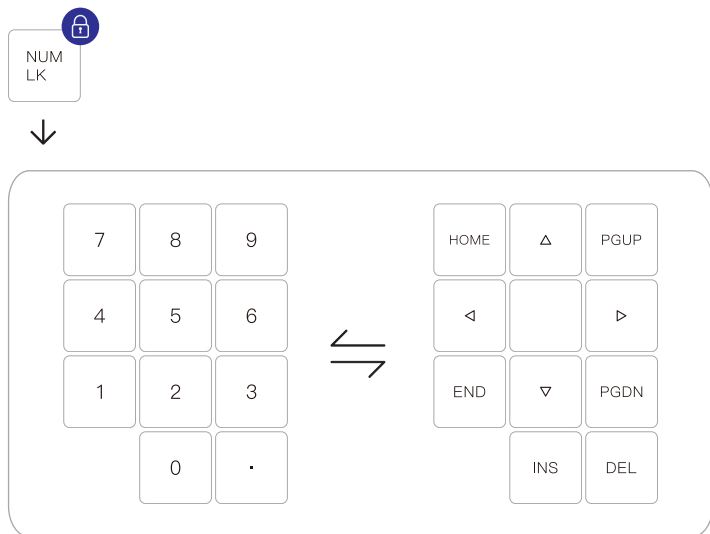 NUM
LK
7 8 9
HOME PGUP
4 5 6
1 2 3
END PGDN
0 .
INS DEL